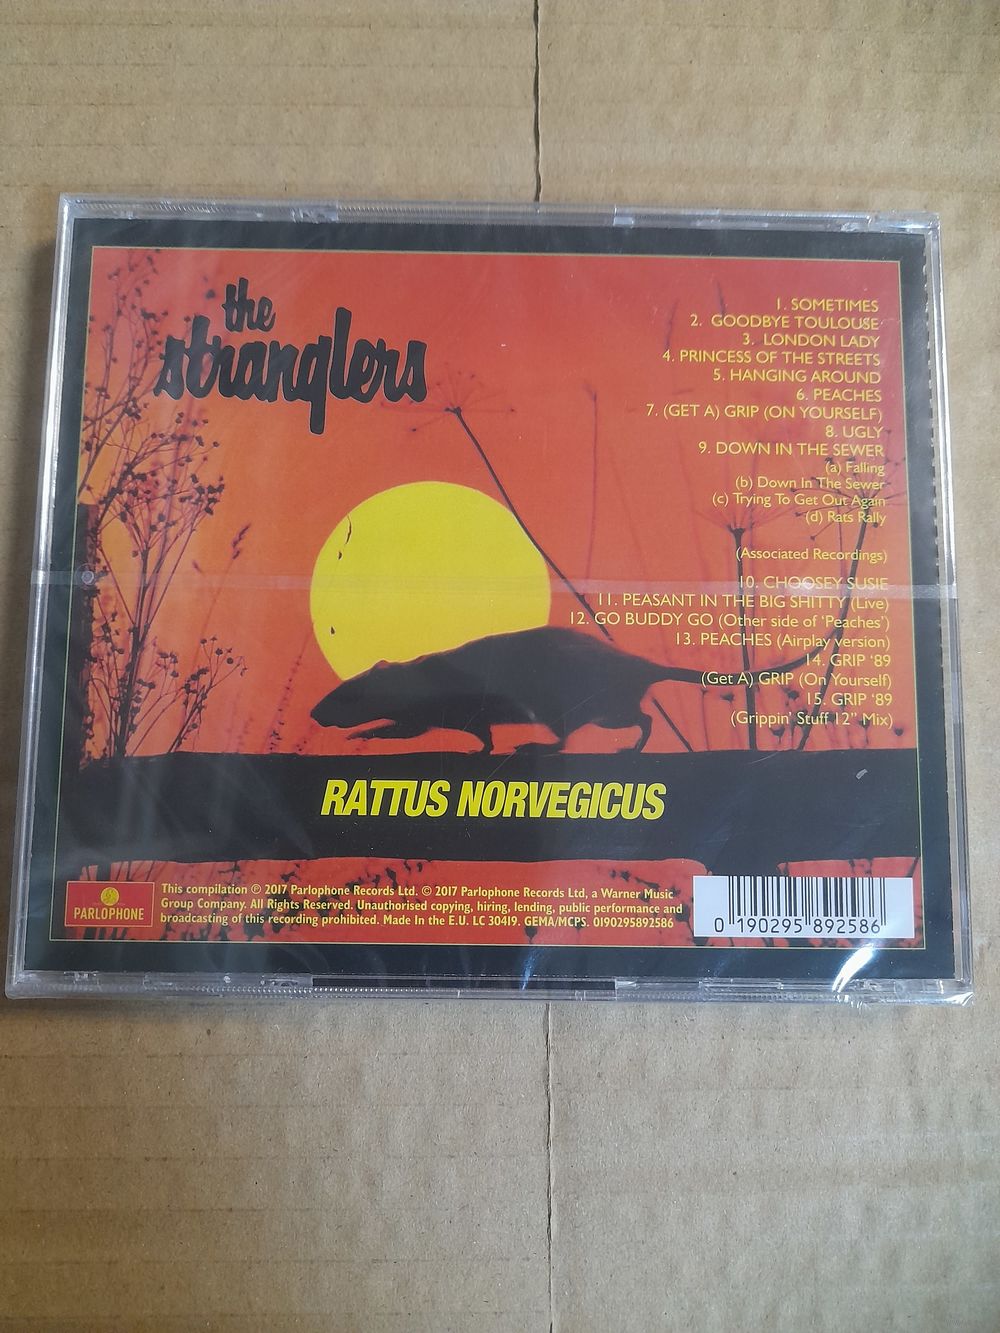 the
stranglers
1. SOMETIMES
2. GOODBYE TOULOUSE
3. LONDON LADY
4. PRINCESS OF THE STREETS
5. HANGING AROUND
6. PEACHES
7. (GET A) GRIP (ON YOURSELF)
8. UGLY
9. DOWN IN THE SEWER
(a) Falling
(b) Down In The Sewer
(c) Trying To Get Out Again
(d) Rats Rally
(Associated Recordings)
10. CHOOSEY SUSIE
11. PEASANT IN THE BIG SHITTY (Live)
12. GO BUDDY GO (Other side of ‘Peaches’)
13. PEACHES (Airplay version)
14. GRIP ‘89
(Get A) GRIP (On Yourself)
15. GRIP ‘89
(Grippin’ Stuff 12” Mix)
RATTUS NORVEGICUS
PARLOPHONE
This compilation ℗ 2017 Parlophone Records Ltd. © 2017 Parlophone Records Ltd, a Warner Music
Group Company. All Rights Reserved. Unauthorised copying, hiring, lending, public performance and
broadcasting of this recording prohibited. Made In the E.U. LC 30419. GEMA/MCPS. 0190295892586
0 190295 892586